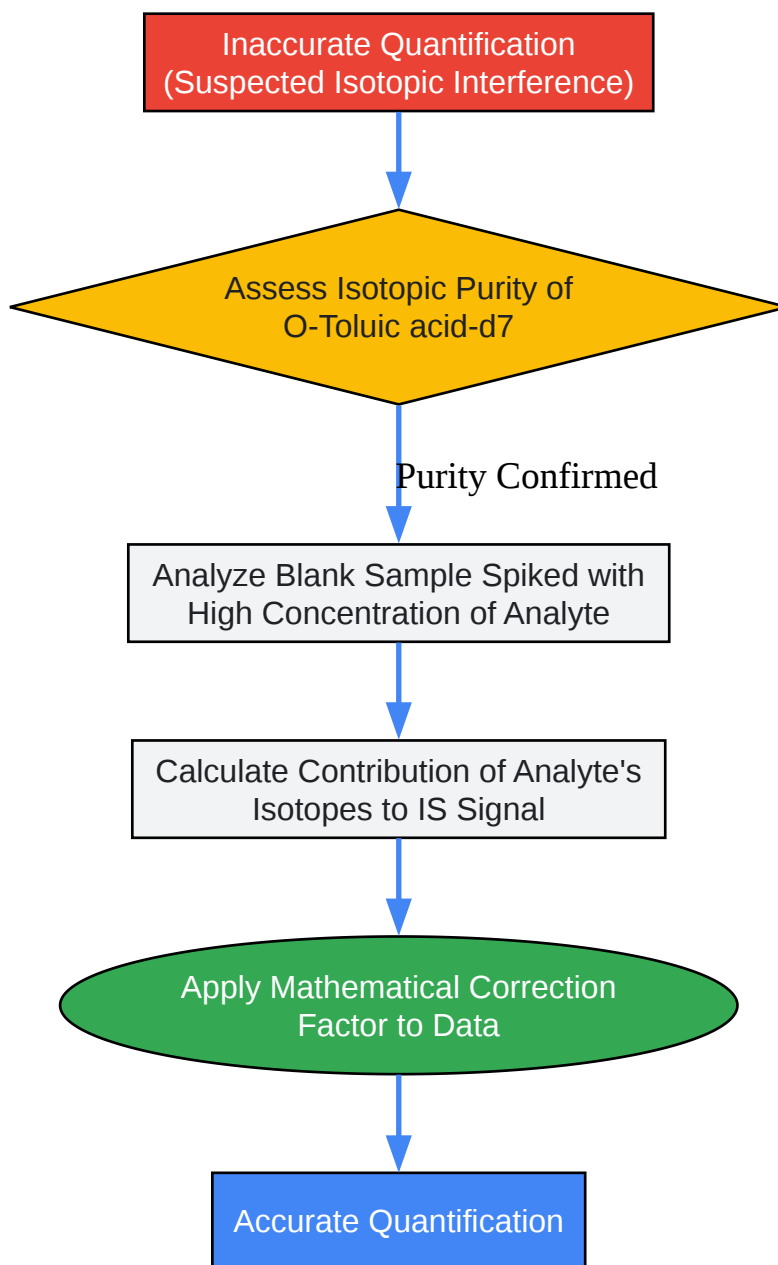 Inaccurate Quantification
(Suspected Isotopic Interference)
Assess Isotopic Purity of
O-Toluic acid-d7
Purity Confirmed
Analyze Blank Sample Spiked with
High Concentration of Analyte
Calculate Contribution of Analyte's
Isotopes to IS Signal
Apply Mathematical Correction
Factor to Data
Accurate Quantification